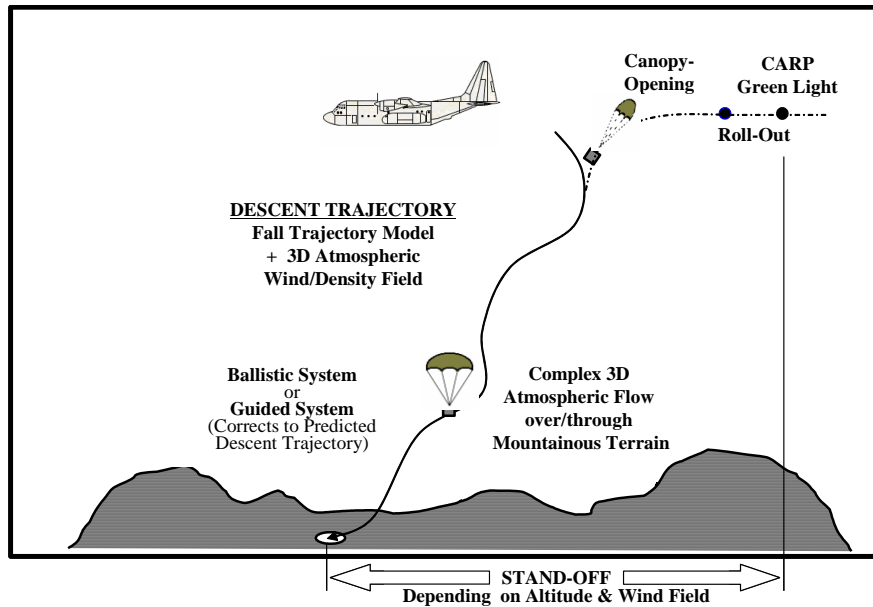 Canopy-
Opening
CARP
Green Light
Roll-Out
DESCENT TRAJECTORY
Fall Trajectory Model
+ 3D Atmospheric
Wind/Density Field
Ballistic System
or
Guided System
(Corrects to Predicted
Descent Trajectory)
Complex 3D
Atmospheric Flow
over/through
Mountainous Terrain
STAND-OFF
Depending on Altitude & Wind Field